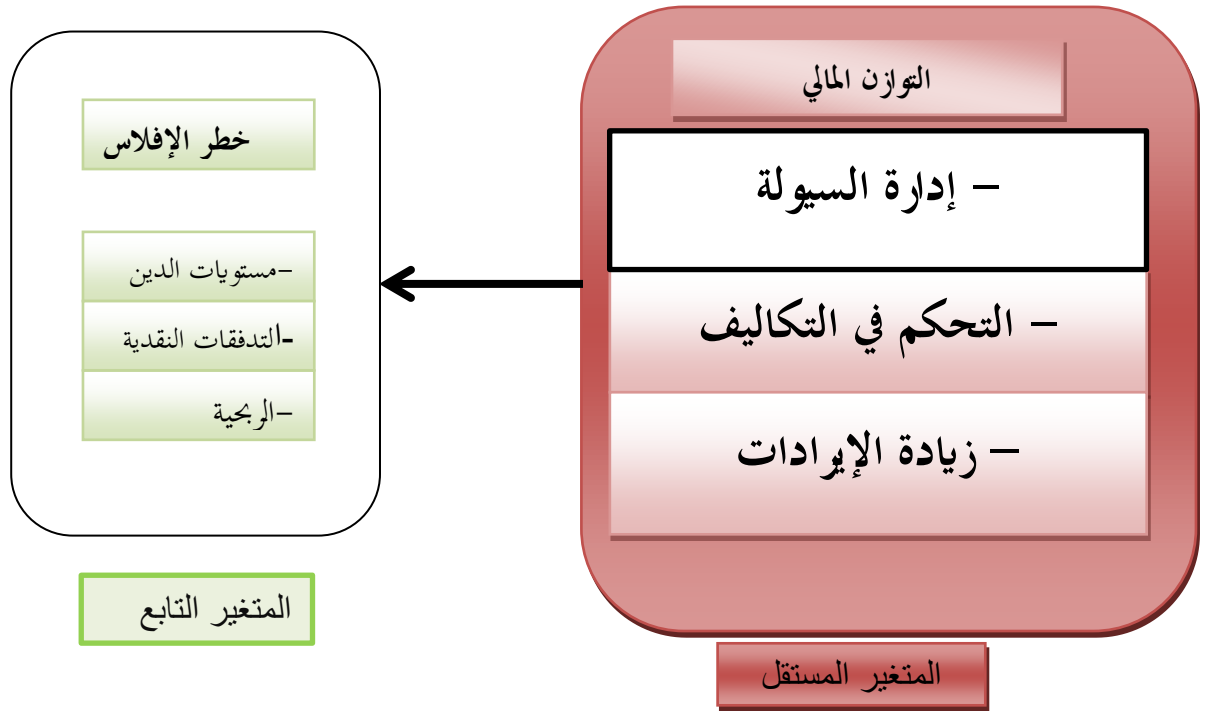 التوازن المالي
– إدارة السيولة
– التحكم في التكاليف
– زيادة الإيرادات
المتغير المستقل
خطر الإفلاس
–مستويات الدين
-التدفقات النقدية
–الربحية
المتغير التابع